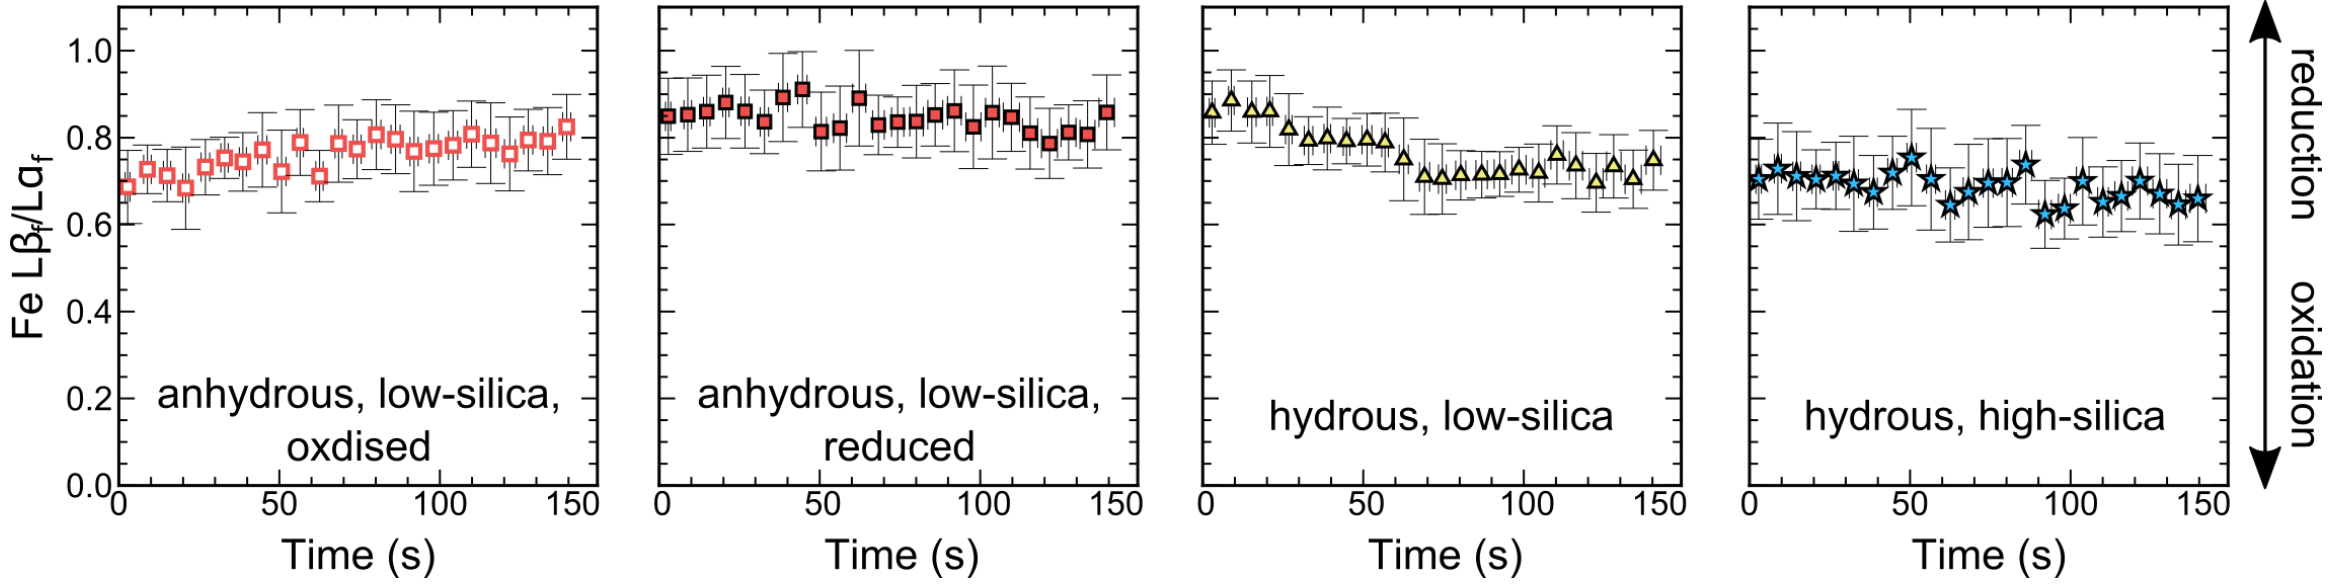 Fe Lβf/Lαf
1.0
0.8
0.6
0.4
0.2
0.0
anhydrous, low-silica,
oxdised
0 50 100 150
Time (s)
anhydrous, low-silica,
reduced
0 50 100 150
Time (s)
hydrous, low-silica
0 50 100 150
Time (s)
hydrous, high-silica
0 50 100 150
Time (s)
reduction
oxidation